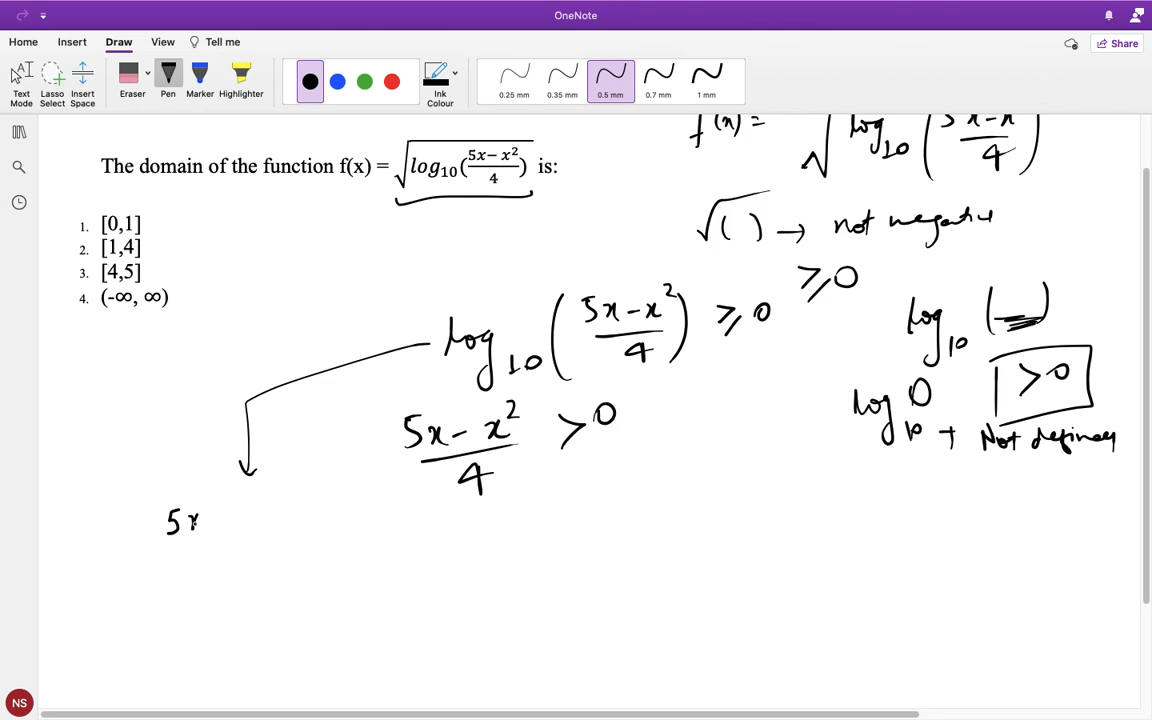 OneNote
Home Insert Draw View Tell me
Share
Text Mode
Lasso Select
Insert Space
Eraser
Pen
Marker
Highlighter
Ink Colour
0.25 mm 0.35 mm 0.5 mm 0.7 mm 1 mm
f(x) = √log₁₀((5x-x)/4)
The domain of the function f(x) = √log₁₀((5x− x²)/4) is:
1. [0,1]
2. [1,4]
3. [4,5]
4. (-∞, ∞)
√( ) → not negative
≥0
log₁₀((5x-x²)/4) ≥ 0
log₁₀( )
>0
log₁₀ 0 → Not defined
(5x- x²)/4 >0
5x
NS